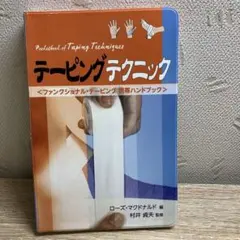 Pocketbook of Taping Techniques
テーピングテクニック
<ファンクショナル・テーピング携帯ハンドブック>
ローズ・マクドナルド 編
村井 貞夫 監訳